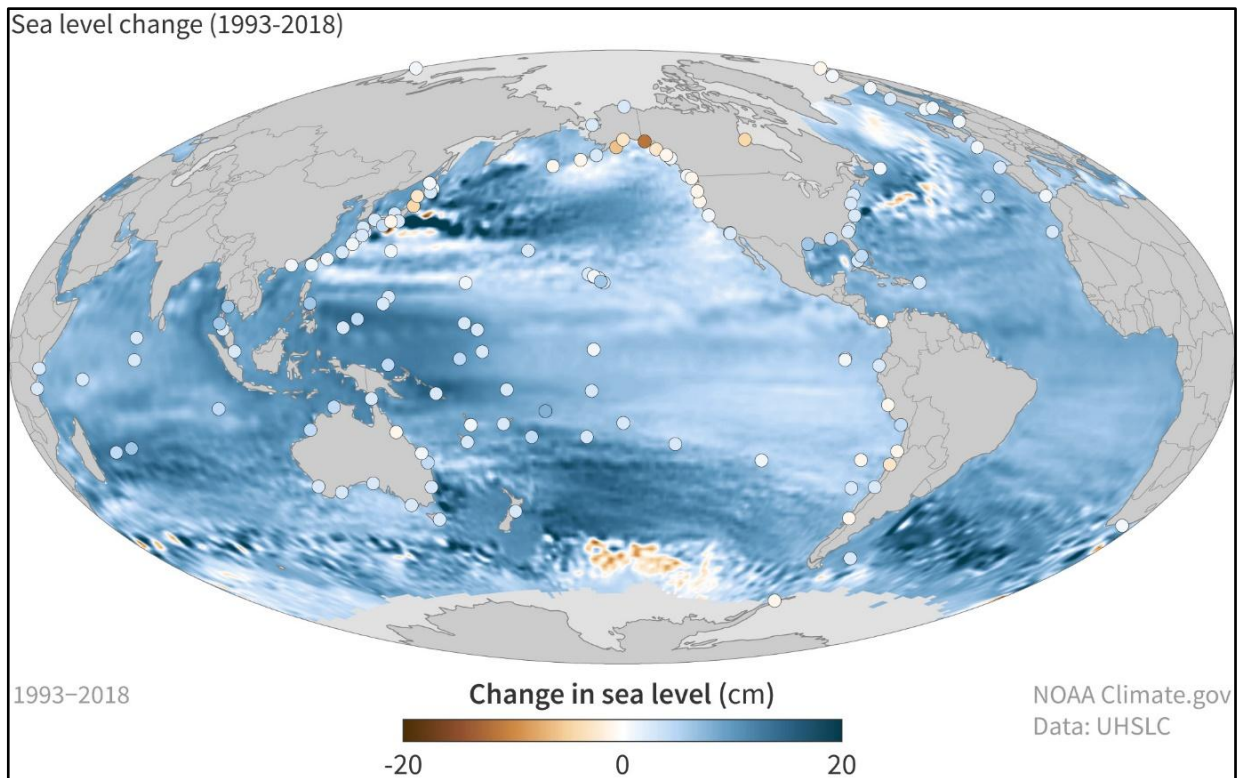 Sea level change (1993-2018)
1993–2018
Change in sea level (cm)
-20 0 20
NOAA Climate.gov
Data: UHSLC